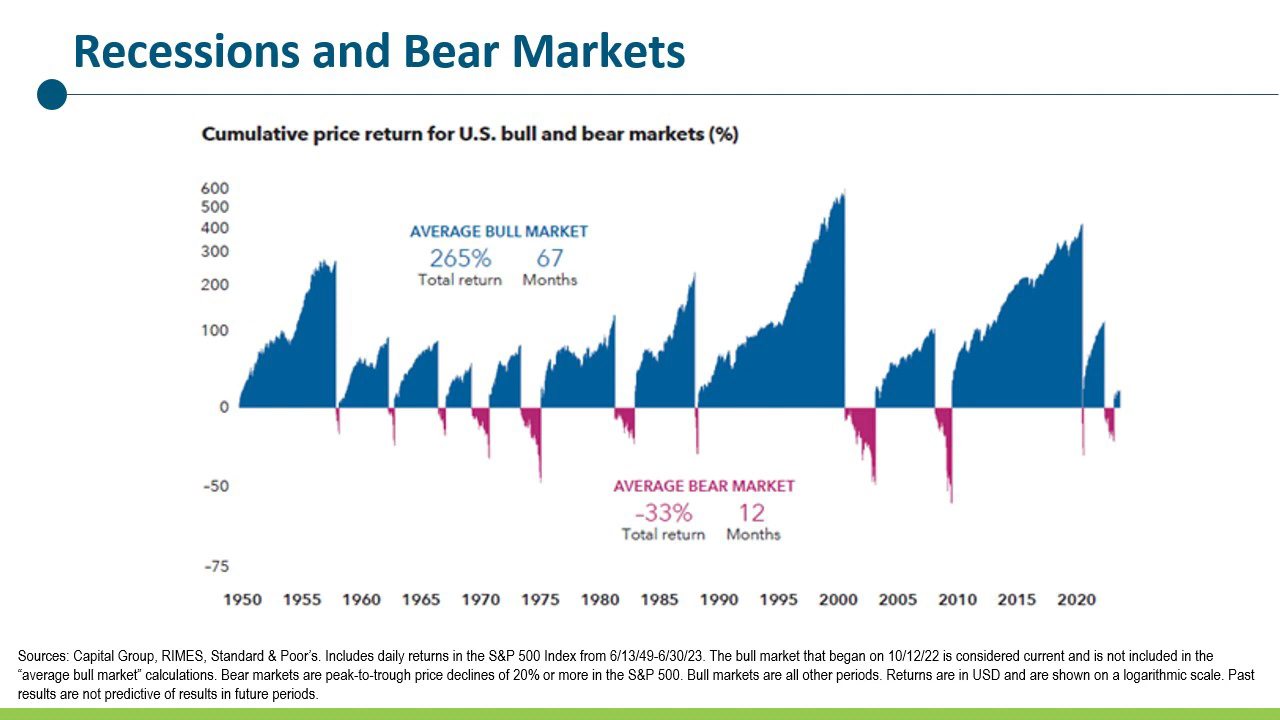 Recessions and Bear Markets
Cumulative price return for U.S. bull and bear markets (%)
600
500
400
300
200
100
0
–50
–75
AVERAGE BULL MARKET
265% 67
Total return Months
AVERAGE BEAR MARKET
–33% 12
Total return Months
1950 1955 1960 1965 1970 1975 1980 1985 1990 1995 2000 2005 2010 2015 2020
Sources: Capital Group, RIMES, Standard & Poor’s. Includes daily returns in the S&P 500 Index from 6/13/49-6/30/23. The bull market that began on 10/12/22 is considered current and is not included in the
“average bull market” calculations. Bear markets are peak-to-trough price declines of 20% or more in the S&P 500. Bull markets are all other periods. Returns are in USD and are shown on a logarithmic scale. Past
results are not predictive of results in future periods.